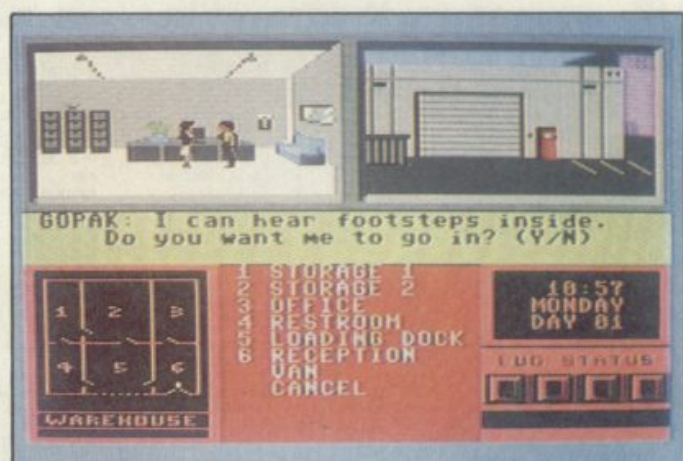 GOPAK: I can hear footsteps inside.
Do you want me to go in? (Y/N)
1 2 3
4 5 6
WAREHOUSE
1 STORAGE 1
2 STORAGE 2
3 OFFICE
4 RESTROOM
5 LOADING DOCK
6 RECEPTION
VAN
CANCEL
10:57
MONDAY
DAY 01
BUG STATUS